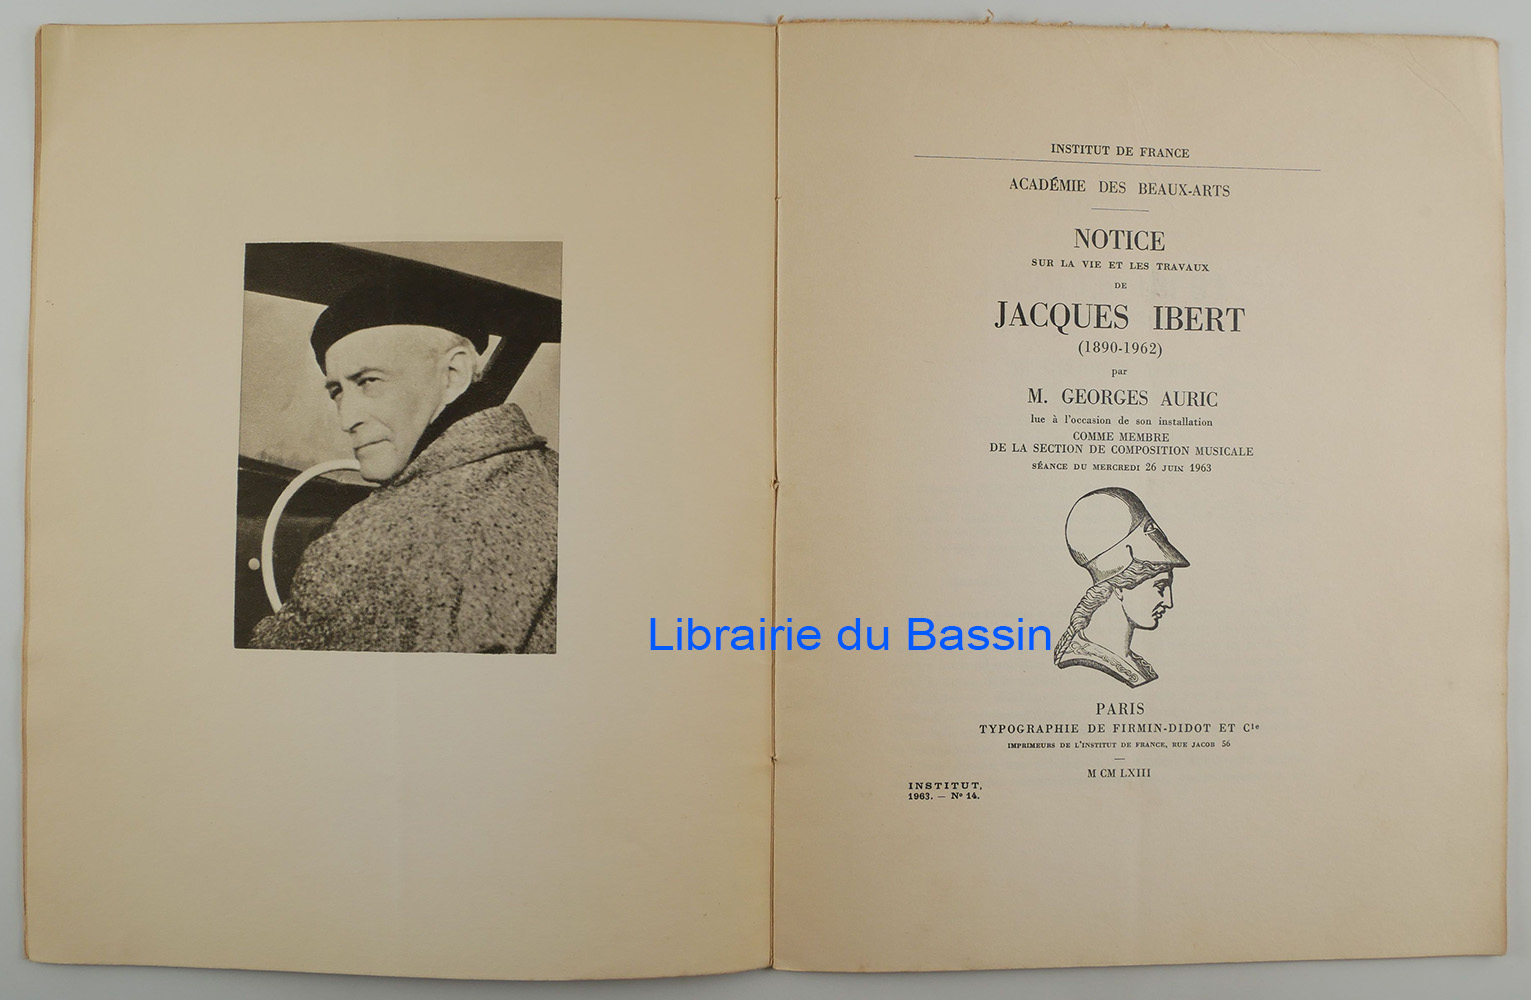 INSTITUT DE FRANCE
ACADÉMIE DES BEAUX-ARTS
NOTICE
SUR LA VIE ET LES TRAVAUX
DE
JACQUES IBERT
(1890-1962)
par
M. GEORGES AURIC
lue à l'occasion de son installation
COMME MEMBRE
DE LA SECTION DE COMPOSITION MUSICALE
SÉANCE DU MERCREDI 26 JUIN 1963
Librairie du Bassin
PARIS
TYPOGRAPHIE DE FIRMIN-DIDOT ET Cie
IMPRIMEURS DE L'INSTITUT DE FRANCE, RUE JACOB 56
M CM LXIII
INSTITUT,
1963. — No 14.